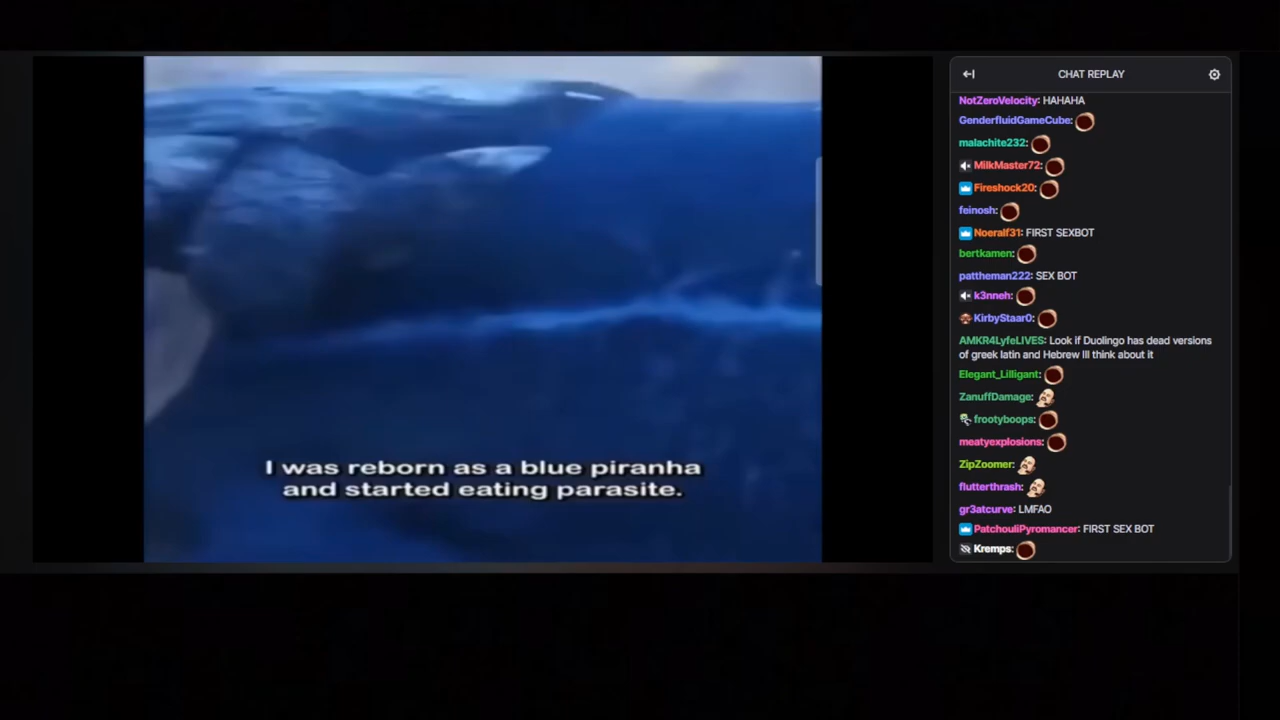 CHAT REPLAY
NotZeroVelocity: HAHAHA
GenderfluidGameCube:
malachite232:
MilkMaster72:
Fireshock20:
feinosh:
Noeralf31: FIRST SEXBOT
bertkamen:
pattheman222: SEX BOT
k3nneh:
KirbyStaar0:
AMKR4LyfeLIVES: Look if Duolingo has dead versions
of greek latin and Hebrew Ill think about it
Elegant_Lilligant:
ZanuffDamage:
frootyboops:
meatyexplosions:
ZipZoomer:
flutterthrash:
gr3atcurve: LMFAO
PatchouliPyromancer: FIRST SEX BOT
Kremps:
I was reborn as a blue piranha
and started eating parasite.